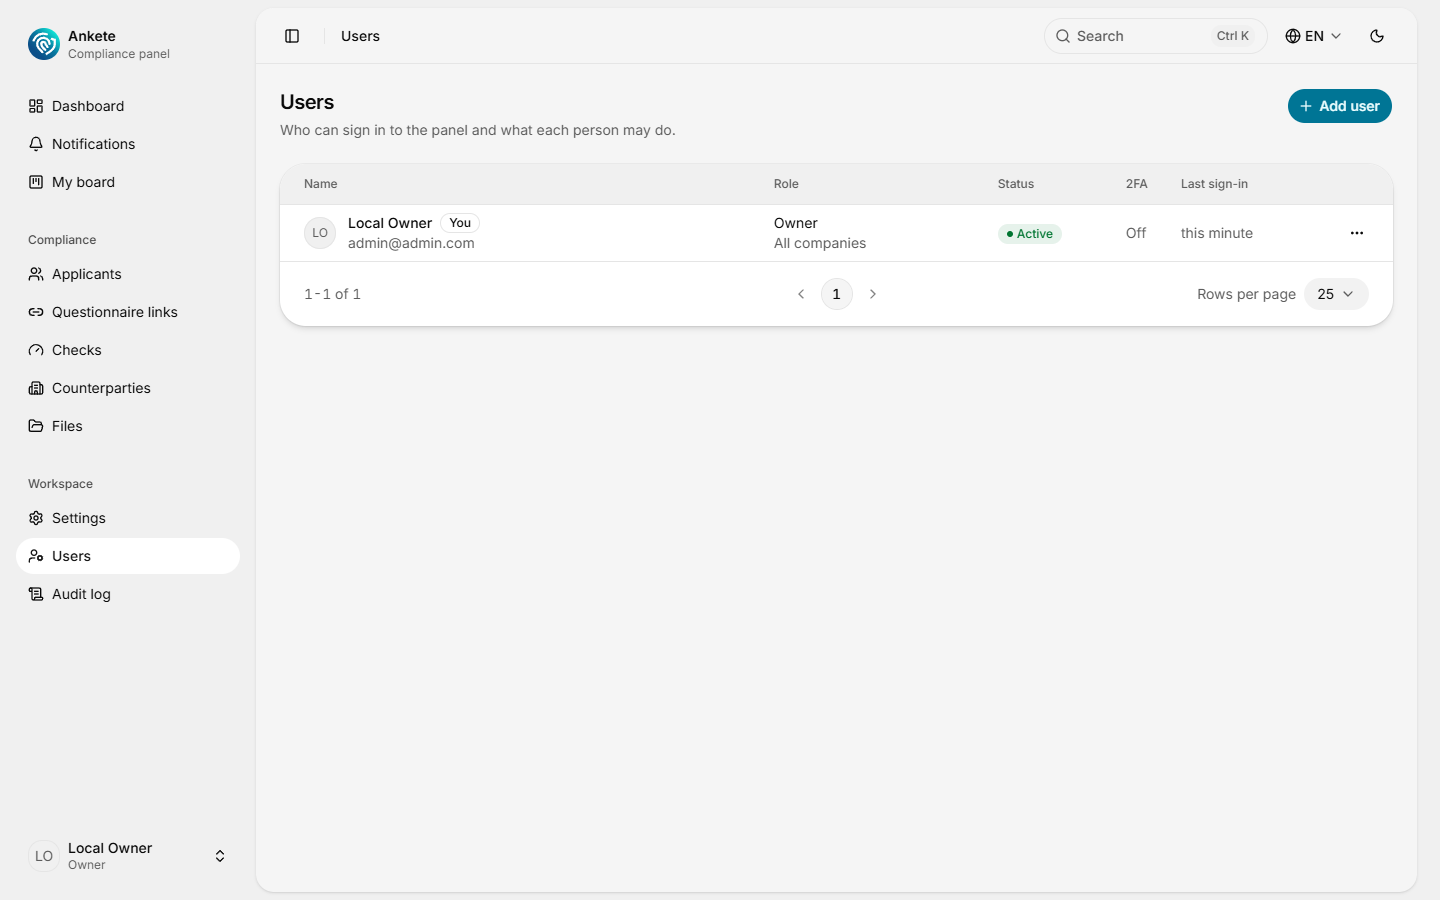 Ankete
Compliance panel
Dashboard
Notifications
My board
Compliance
Applicants
Questionnaire links
Checks
Counterparties
Files
Workspace
Settings
Users
Audit log
LO
Local Owner
Owner
Users
Search
Ctrl K
EN
Users
Who can sign in to the panel and what each person may do.
Add user
Name Role Status 2FA Last sign-in
LO
Local Owner You
admin@admin.com
Owner
All companies
Active
Off
this minute
1-1 of 1
1
Rows per page 25